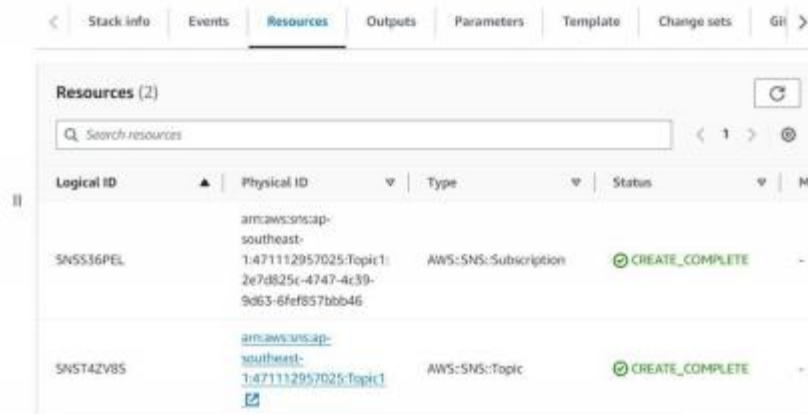 Stack info Events Resources Outputs Parameters Template Change sets Gi
Resources (2)
Search resources
1
Logical ID Physical ID Type Status M
arn:aws:sns:ap-
southeast-
1:471112957025:Topic1:
SNSS36PEL 2e7d825c-4747-4c39- AWS::SNS::Subscription CREATE_COMPLETE -
9d63-6fef857bbb46
arn:aws:sns:ap-
southeast-
SNST4ZV8S 1:471112957025:Topic1 AWS::SNS::Topic CREATE_COMPLETE -